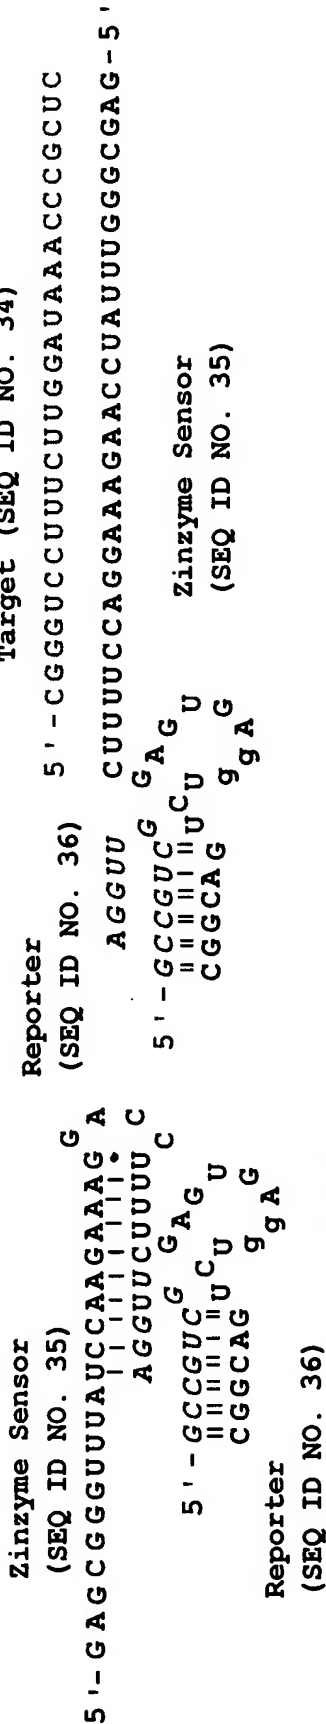 Zinzyme Sensor
(SEQ ID NO. 35)
G
5'-GAGCGGGUUUAUCCAAGAAAG A
AGGUUCUUUU C
C
5'-GCCGUC G G A G U
CGGCAG U U C U
g g A G
Reporter
(SEQ ID NO. 36)
Target (SEQ ID NO. 34)
Reporter
(SEQ ID NO. 36)
5'-CGGGUCCUUUCUUGGAUAAACCCGCUC
AGGUU CUUUUCCAGGAAAGAACCUAUUUGGGCGAG-5'
5'-GCCGUC G G A G U
CGGCAG U U C U
g g A G
Zinzyme Sensor
(SEQ ID NO. 35)